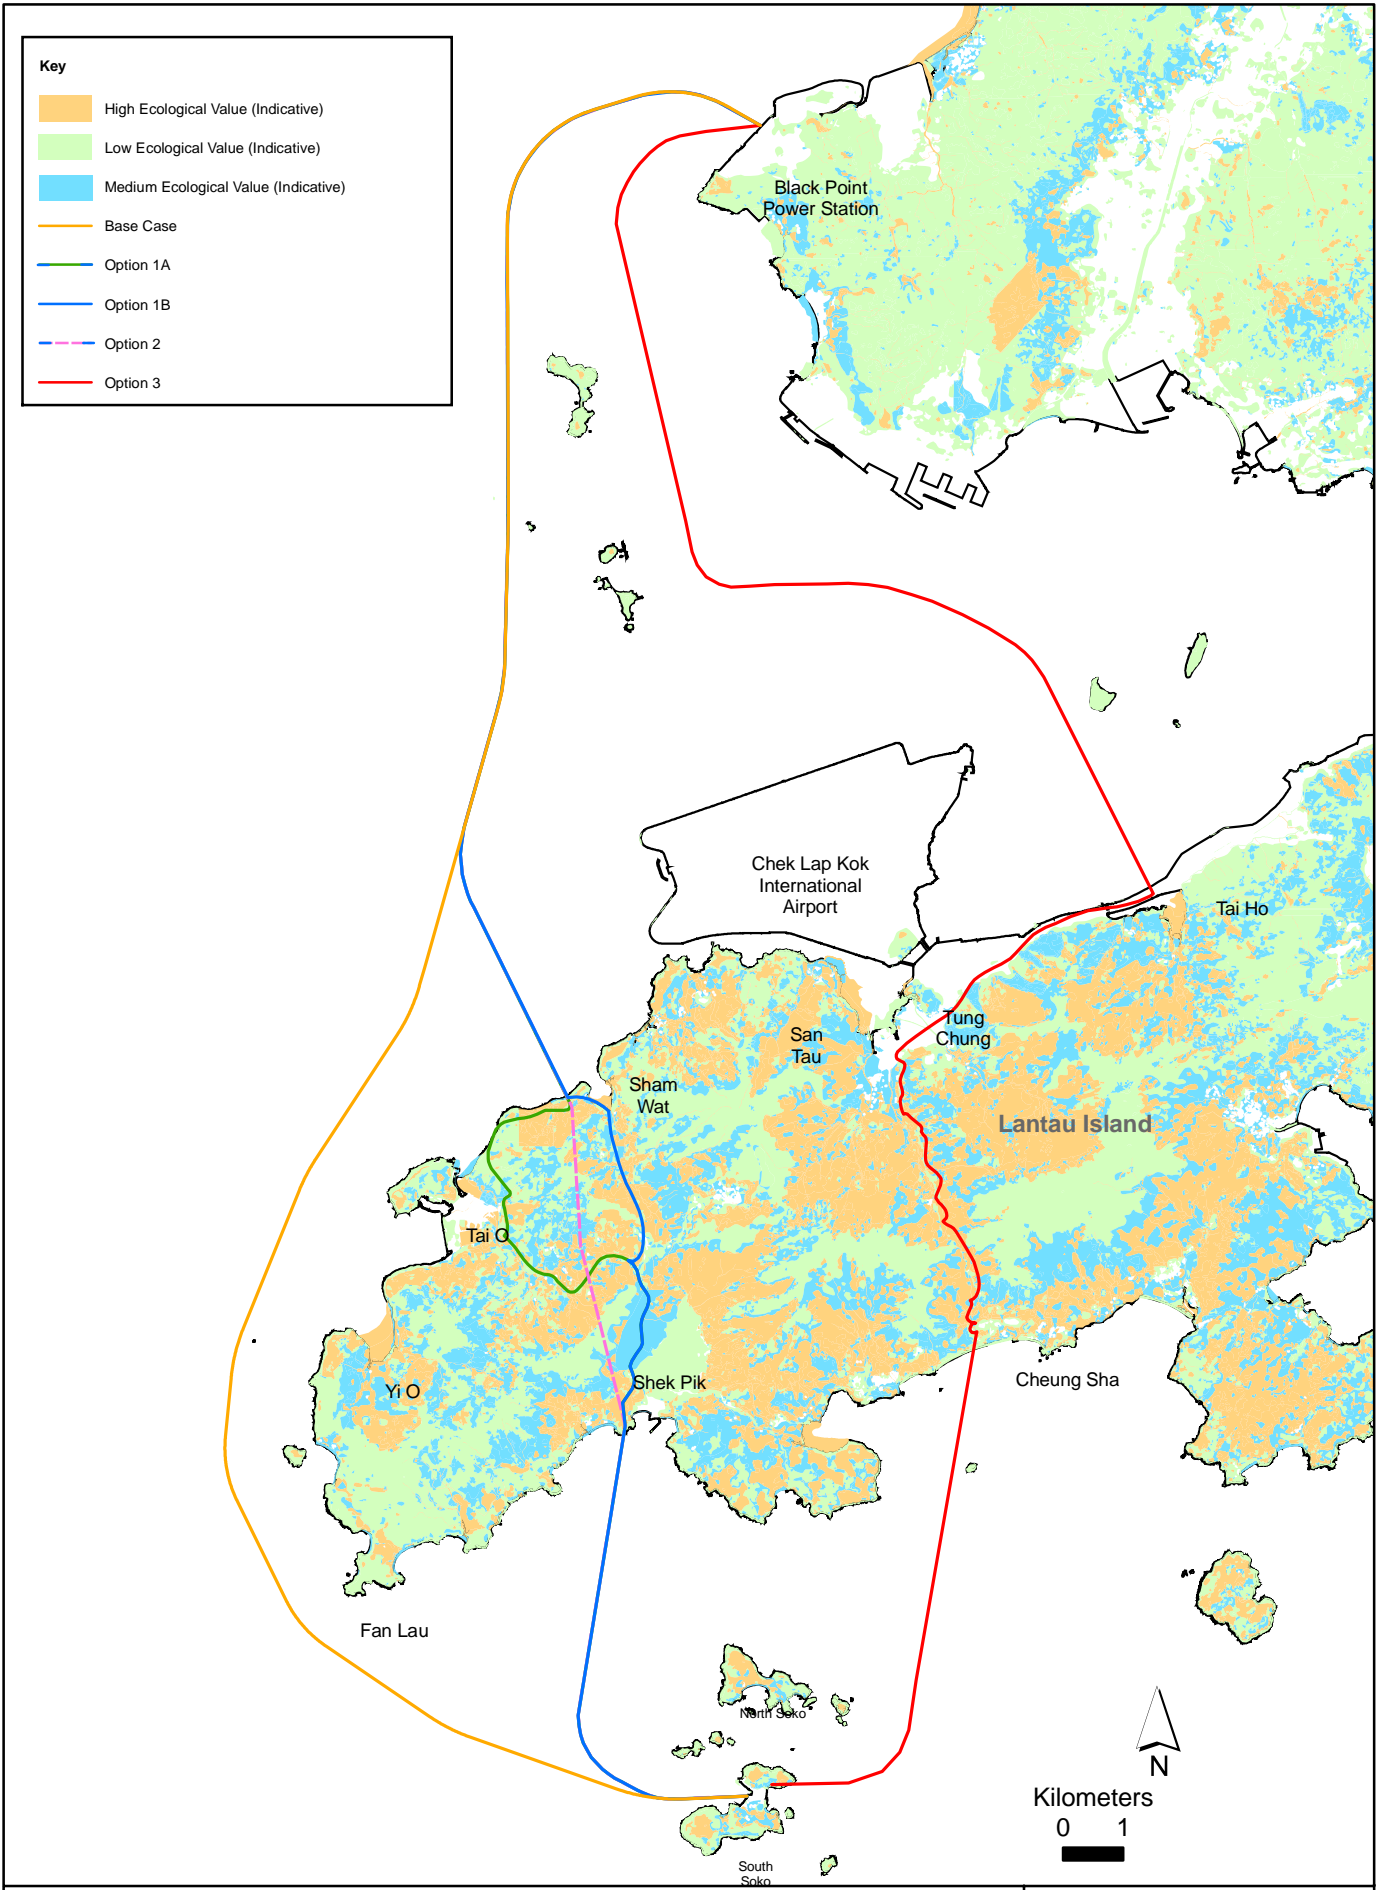 Key
High Ecological Value (Indicative)
Low Ecological Value (Indicative)
Medium Ecological Value (Indicative)
Base Case
Option 1A
Option 1B
Option 2
Option 3
Black Point
Power Station
Chek Lap Kok
International
Airport
Tai Ho
Tung
Chung
San
Tau
Sham
Wat
Lantau Island
Tai O
Shek Pik
Cheung Sha
Yi O
Fan Lau
North Soko
South
Soko
N
Kilometers
0 1